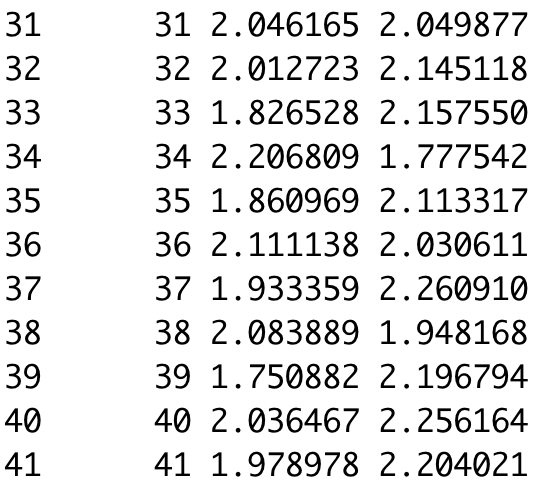 31 31 2.046165 2.049877
32 32 2.012723 2.145118
33 33 1.826528 2.157550
34 34 2.206809 1.777542
35 35 1.860969 2.113317
36 36 2.111138 2.030611
37 37 1.933359 2.260910
38 38 2.083889 1.948168
39 39 1.750882 2.196794
40 40 2.036467 2.256164
41 41 1.978978 2.204021